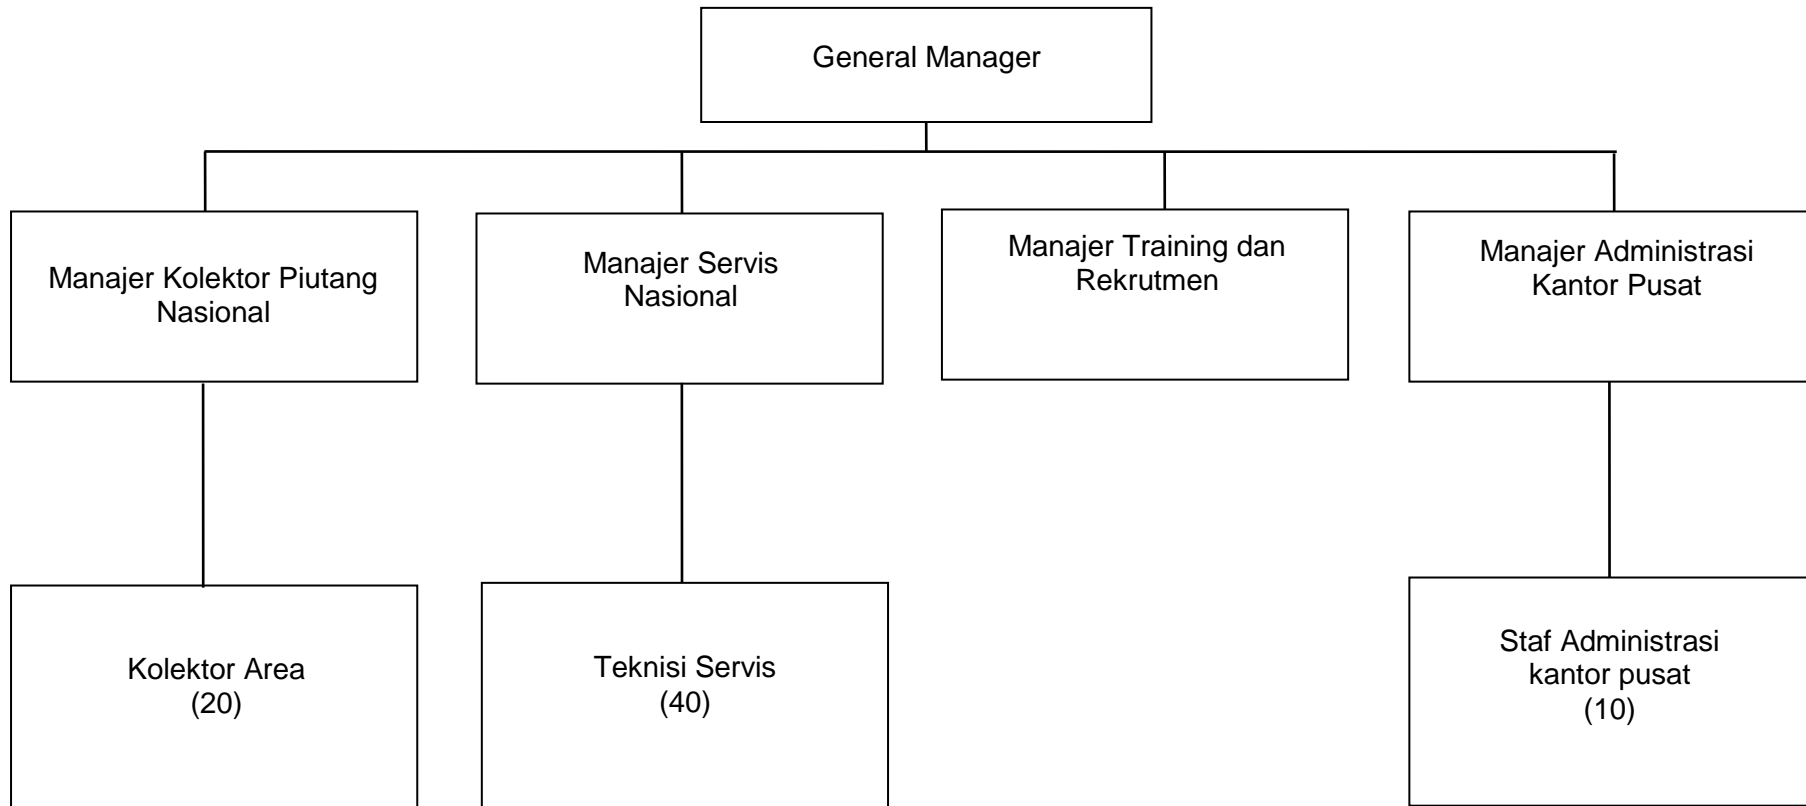 General Manager
Manajer Kolektor Piutang
Nasional
Manajer Servis
Nasional
Manajer Training dan
Rekrutmen
Manajer Administrasi
Kantor Pusat
Kolektor Area
(20)
Teknisi Servis
(40)
Staf Administrasi
kantor pusat
(10)